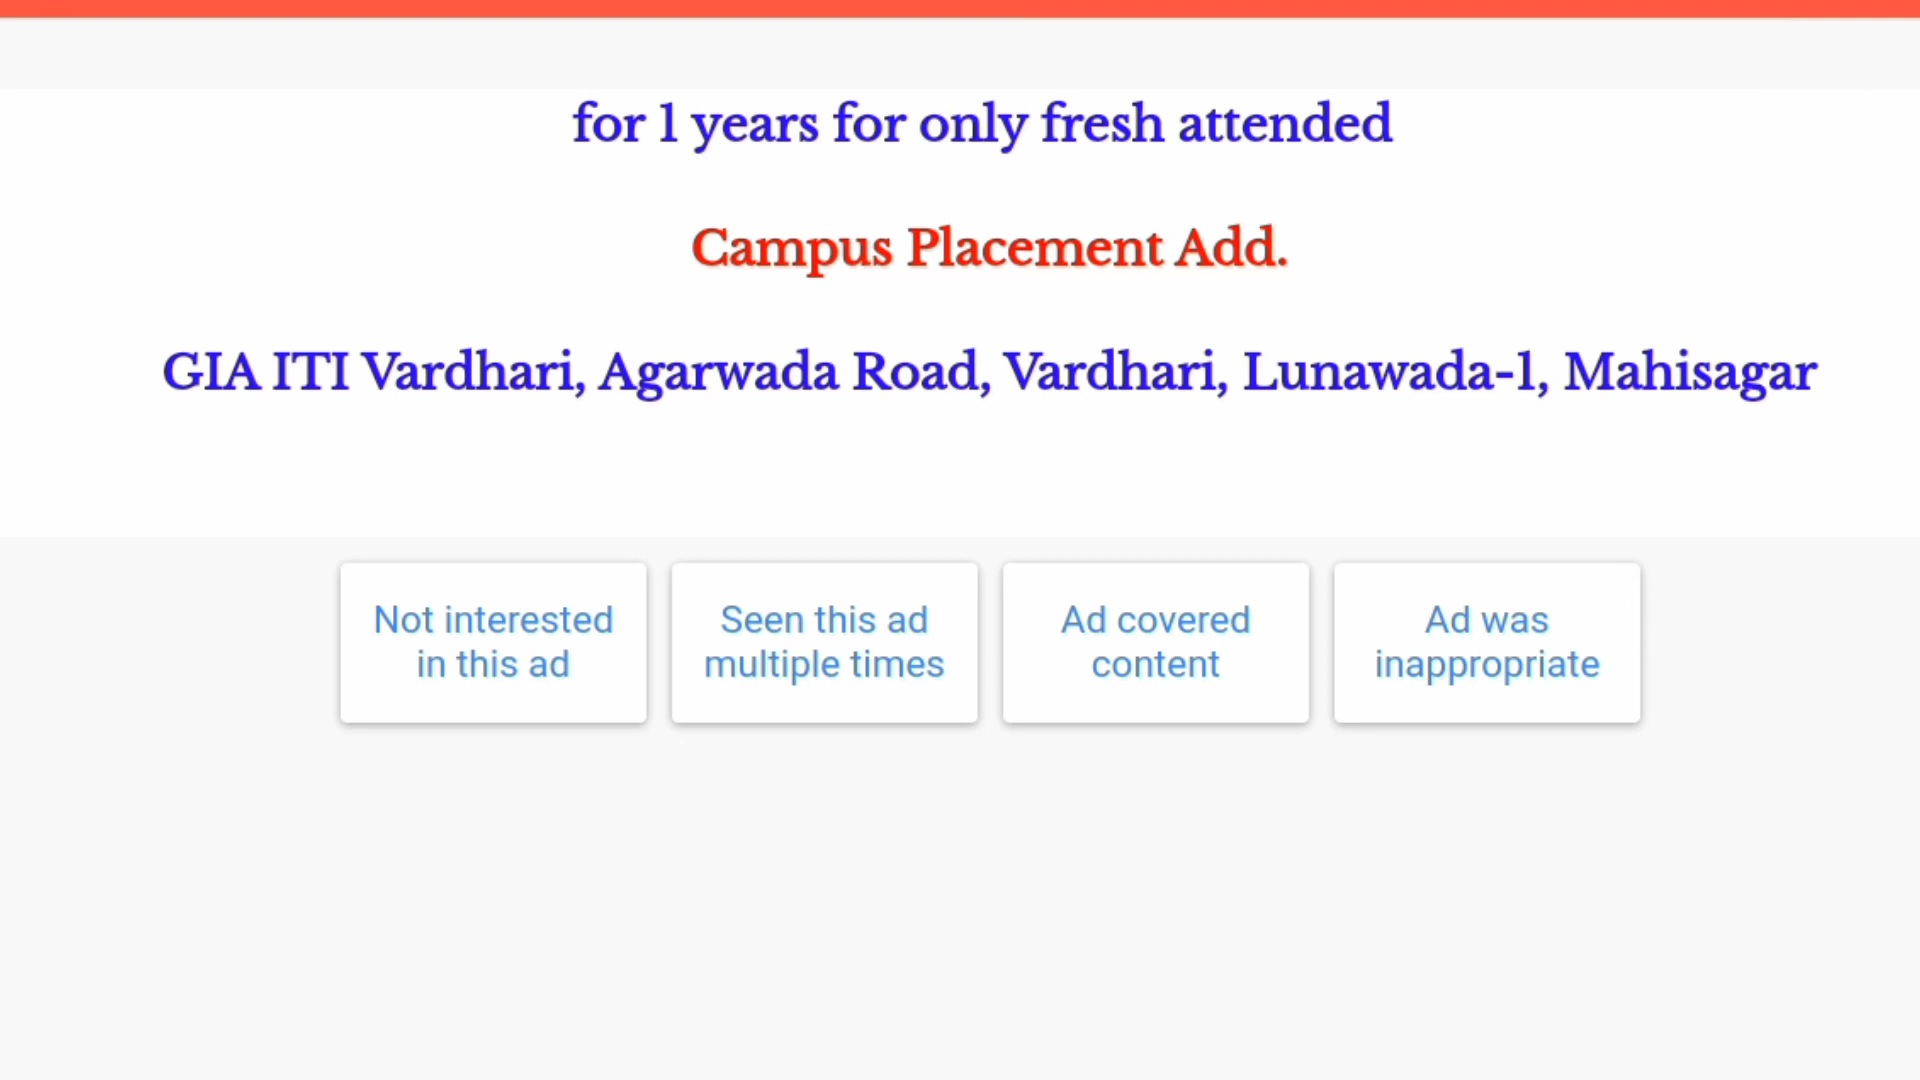 for 1 years for only fresh attended
Campus Placement Add.
GIA ITI Vardhari, Agarwada Road, Vardhari, Lunawada-1, Mahisagar
Not interested
in this ad
Seen this ad
multiple times
Ad covered
content
Ad was
inappropriate